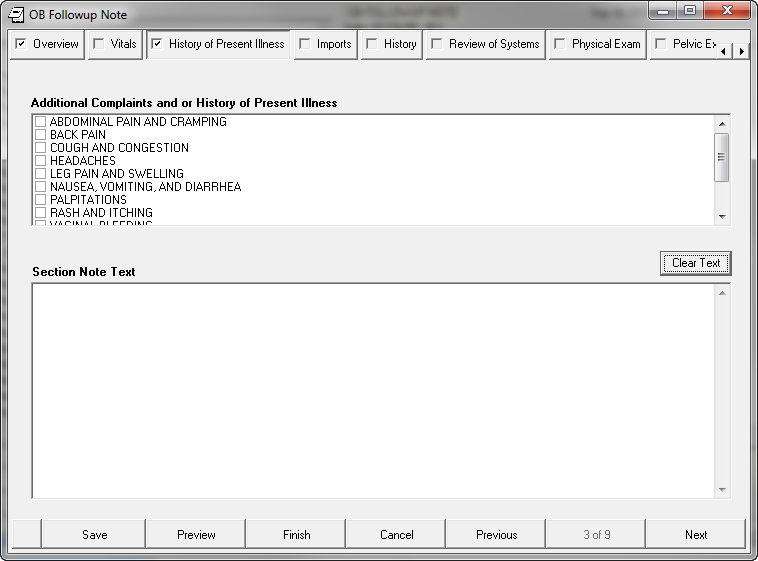 OB Followup Note
Overview Vitals History of Present Illness Imports History Review of Systems Physical Exam Pelvic
Additional Complaints and or History of Present Illness
ABDOMINAL PAIN AND CRAMPING
BACK PAIN
COUGH AND CONGESTION
HEADACHES
LEG PAIN AND SWELLING
NAUSEA, VOMITING, AND DIARRHEA
PALPITATIONS
RASH AND ITCHING
VAGINAL BLEEDING
Clear Text
Section Note Text
Save Preview Finish Cancel Previous 3 of 9 Next